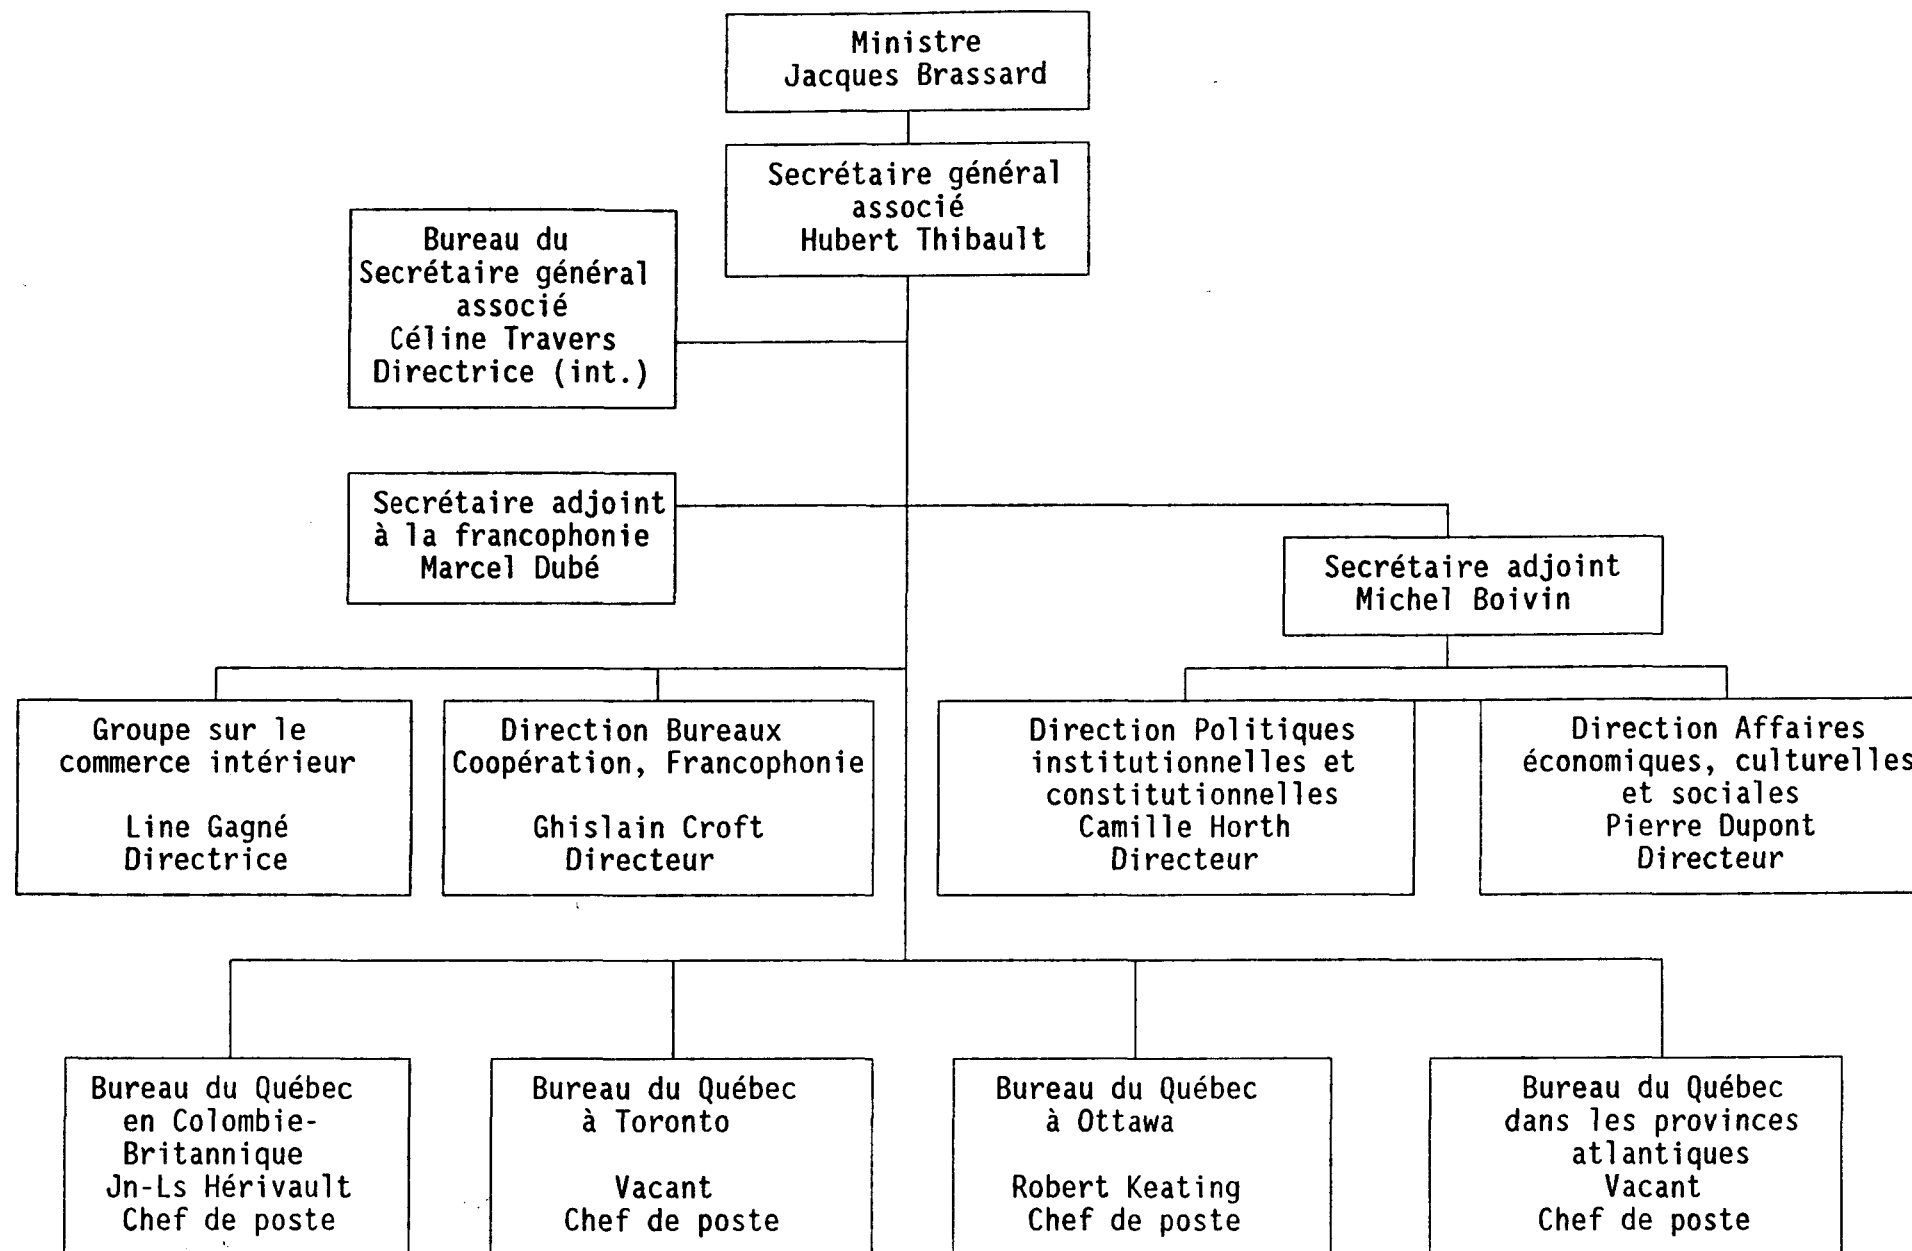 Ministre
Jacques Brassard
Secrétaire général
associé
Hubert Thibault
Bureau du
Secrétaire général
associé
Céline Travers
Directrice (int.)
Secrétaire adjoint
à la francophonie
Marcel Dubé
Secrétaire adjoint
Michel Boivin
Groupe sur le
commerce intérieur
Line Gagné
Directrice
Direction Bureaux
Coopération, Francophonie
Ghislain Croft
Directeur
Direction Politiques
institutionnelles et
constitutionnelles
Camille Horth
Directeur
Direction Affaires
économiques, culturelles
et sociales
Pierre Dupont
Directeur
Bureau du Québec
en Colombie-
Britannique
Jn-Ls Hérivault
Chef de poste
Bureau du Québec
à Toronto
Vacant
Chef de poste
Bureau du Québec
à Ottawa
Robert Keating
Chef de poste
Bureau du Québec
dans les provinces
atlantiques
Vacant
Chef de poste